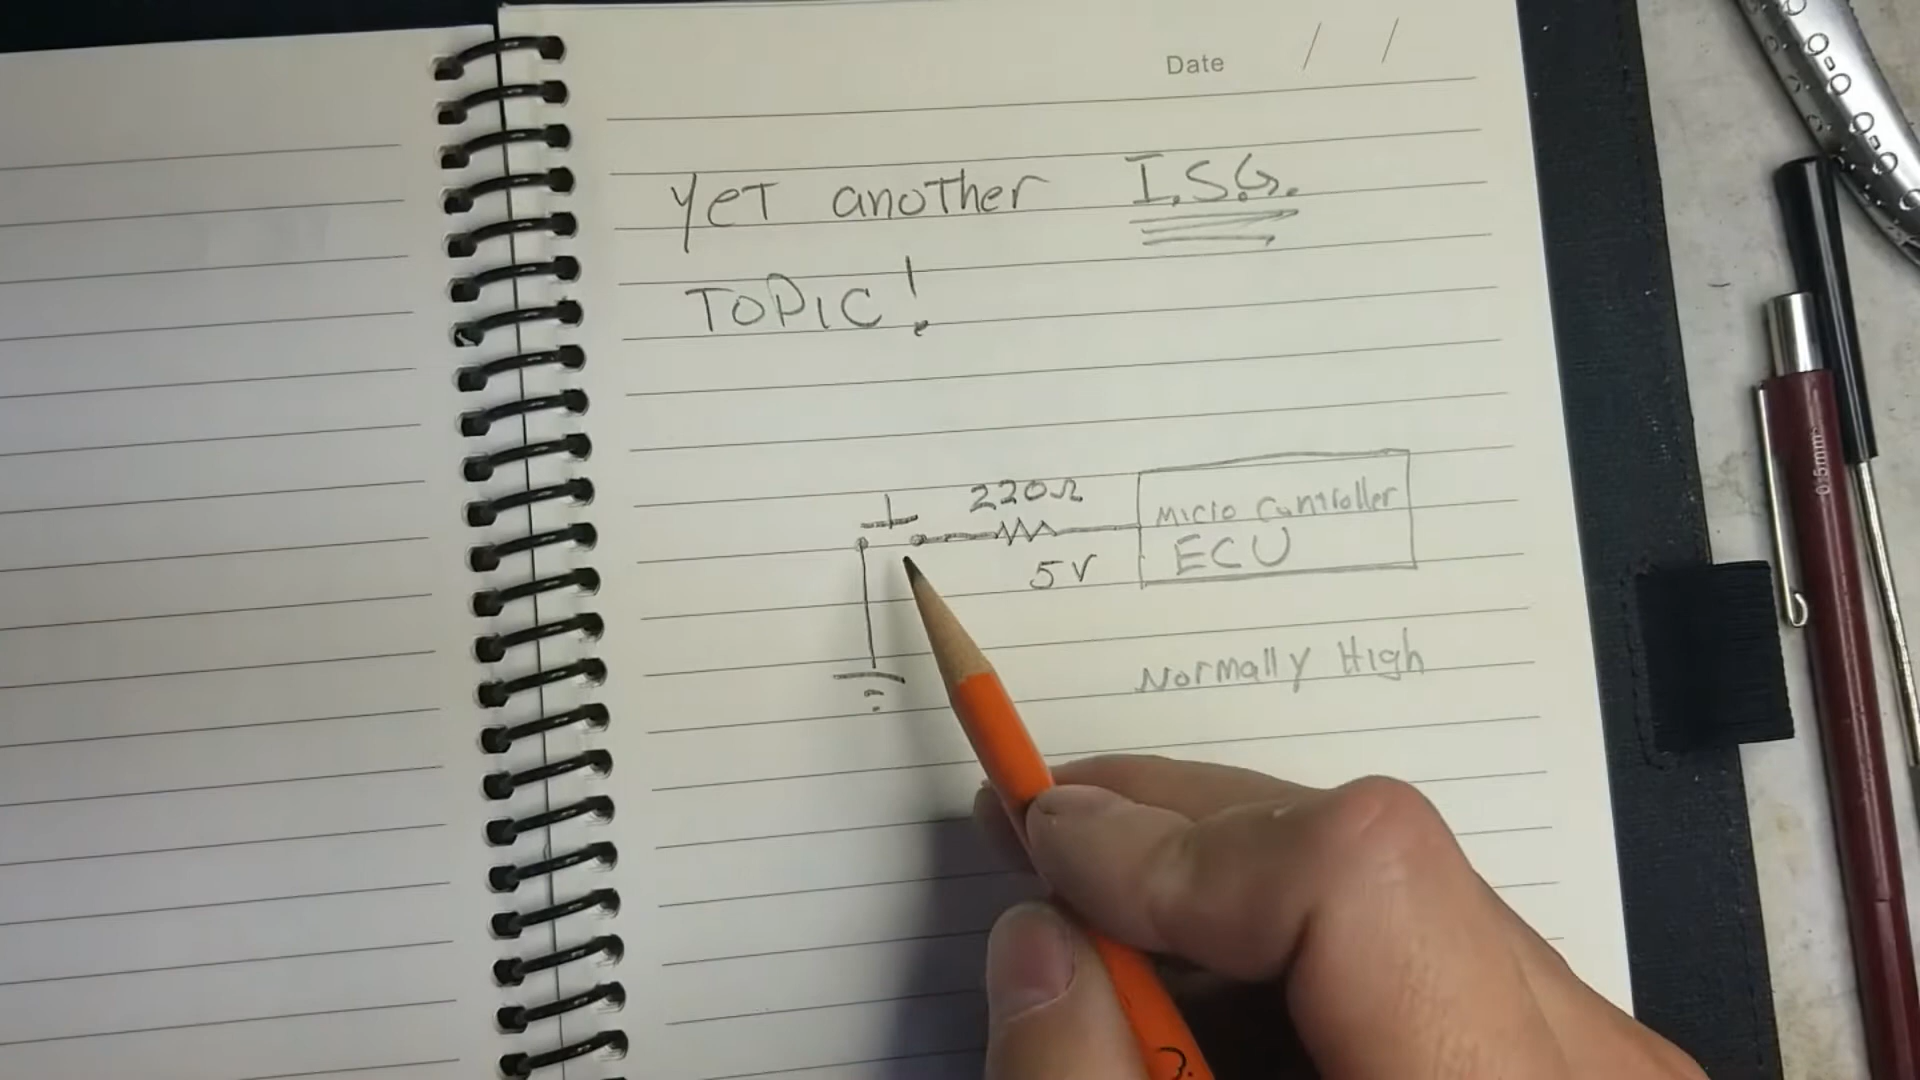 Date / /
Yet another I.S.G.
Topic!
220Ω
Micro controller
5V
ECU
Normally High
0.5mm